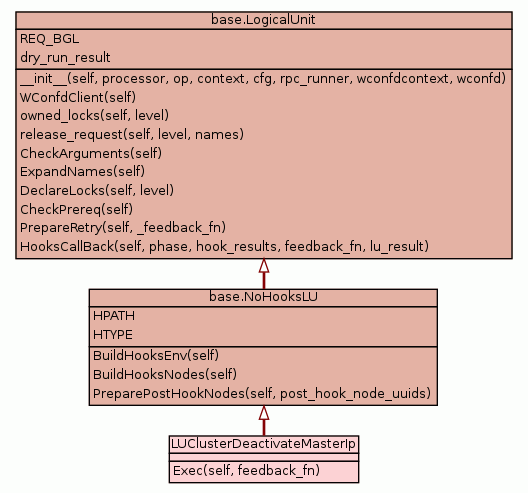 base.LogicalUnit
REQ_BGL
dry_run_result
__init__(self, processor, op, context, cfg, rpc_runner, wconfdcontext, wconfd)
WConfdClient(self)
owned_locks(self, level)
release_request(self, level, names)
CheckArguments(self)
ExpandNames(self)
DeclareLocks(self, level)
CheckPrereq(self)
PrepareRetry(self, _feedback_fn)
HooksCallBack(self, phase, hook_results, feedback_fn, lu_result)
base.NoHooksLU
HPATH
HTYPE
BuildHooksEnv(self)
BuildHooksNodes(self)
PreparePostHookNodes(self, post_hook_node_uuids)
LUClusterDeactivateMasterIp
Exec(self, feedback_fn)